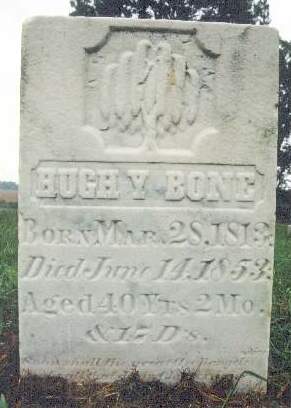 HUGH Y BONE
BORN MAR. 28. 1813.
Died June 14. 1853.
Aged 40 Yrs 2 Mo.
& 17 D's.